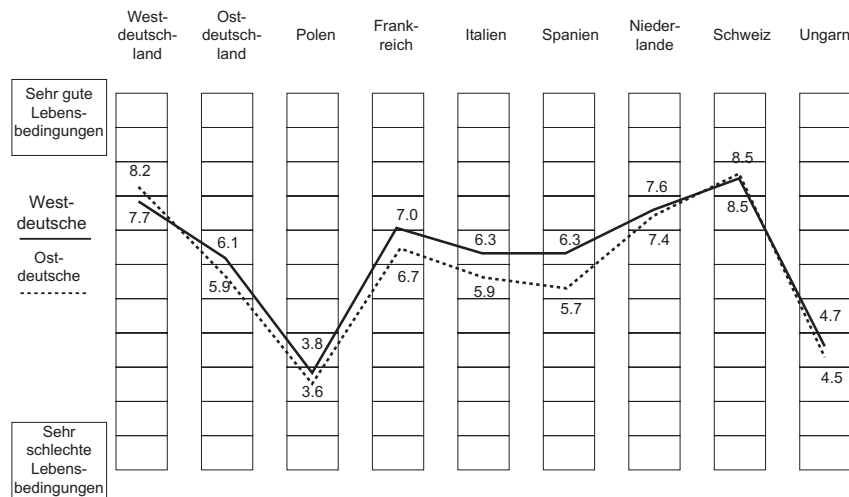 West-
deutsch-
land
Ost-
deutsch-
land
Polen
Frank-
reich
Italien
Spanien
Nieder-
lande
Schweiz
Ungarn
Sehr gute
Lebens-
bedingungen
West-
deutsche
Ost-
deutsche
Sehr
schlechte
Lebens-
bedingungen
8.2
7.7
6.1
5.9
3.8
3.6
7.0
6.7
6.3
5.9
6.3
5.7
7.6
7.4
8.5
8.5
4.7
4.5